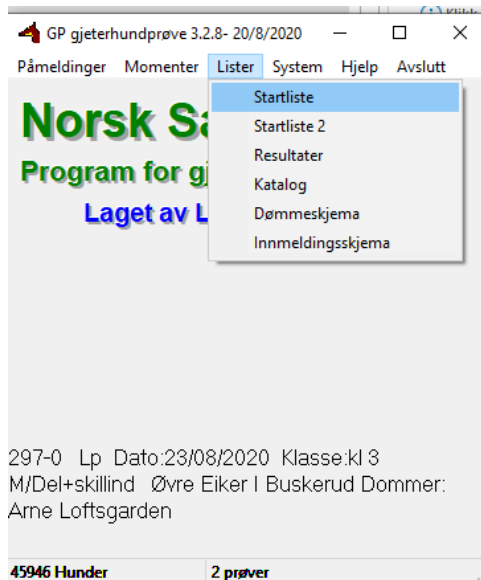 GP gjeterhundprøve 3.2.8- 20/8/2020
Påmeldinger Momenter Lister System Hjelp Avslutt
Startliste
Startliste 2
Resultater
Katalog
Dømmeskjema
Innmeldingsskjema
Norsk
Program for
Laget av
297-0 Lp Dato:23/08/2020 Klasse:kl 3
M/Del+skillind Øvre Eiker I Buskerud Dommer:
Arne Loftsgarden
45946 Hunder 2 prøver